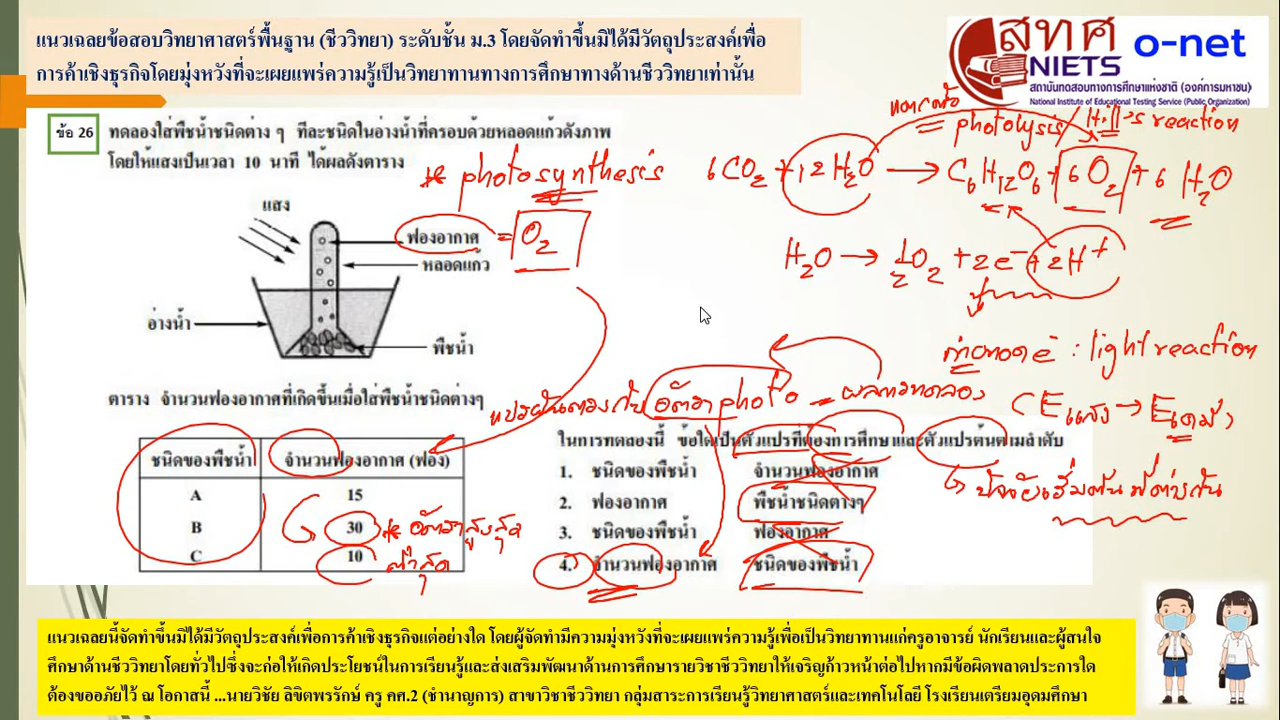 แนวเฉลยข้อสอบวิทยาศาสตร์พื้นฐาน (ชีววิทยา) ระดับชั้น ม.3 โดยจัดทำขึ้นมิได้มีวัตถุประสงค์เพื่อ
การค้าเชิงธุรกิจโดยมุ่งหวังที่จะเผยแพร่ความรู้เป็นวิทยาทานทางการศึกษาทางด้านชีววิทยาเท่านั้น
สทศ
NIETS
o-net
สถาบันทดสอบทางการศึกษาแห่งชาติ (องค์การมหาชน)
National Institute of Educational Testing Service (Public Organization)
photolysis/Hill's reaction
ข้อ 26 ทดลองใส่พืชน้ำชนิดต่าง ๆ ทีละชนิดในอ่างน้ำที่ครอบด้วยหลอดแก้วดังภาพ
โดยให้แสงเป็นเวลา 10 นาที ได้ผลดังตาราง
* photosynthesis
6CO₂ + 12H₂O → C₆H₁₂O₆ + 6O₂ + 6H₂O
แสง
ฟองอากาศ = O₂
หลอดแก้ว
H₂O → ½O₂ + 2e⁻ + 2H⁺
อ่างน้ำ
พืชน้ำ
ถ่ายทอด e⁻ : light reaction
ตาราง จำนวนฟองอากาศที่เกิดขึ้นเมื่อใส่พืชน้ำชนิดต่างๆ
แปรผันตรงกับ อัตรา photo = ผลการทดลอง
E แสง → E เคมี
ในการทดลองนี้ ข้อใดเป็นตัวแปรที่ต้องการศึกษาและตัวแปรต้นตามลำดับ
ชนิดของพืชน้ำ จำนวนฟองอากาศ (ฟอง)
A 15
B 30 * อัตราสูงสุด
C 10 ต่ำสุด
1. ชนิดของพืชน้ำ จำนวนฟองอากาศ
2. ฟองอากาศ พืชน้ำชนิดต่างๆ
3. ชนิดของพืชน้ำ ฟองอากาศ
4. จำนวนฟองอากาศ ชนิดของพืชน้ำ
ปัจจัยเริ่มต้นที่ต่างกัน
แนวเฉลยนี้จัดทำขึ้นมิได้มีวัตถุประสงค์เพื่อการค้าเชิงธุรกิจแต่อย่างใด โดยผู้จัดทำมีความมุ่งหวังที่จะเผยแพร่ความรู้เพื่อเป็นวิทยาทานแก่ครูอาจารย์ นักเรียนและผู้สนใจ
ศึกษาด้านชีววิทยาโดยทั่วไปซึ่งจะก่อให้เกิดประโยชน์ในการเรียนรู้และส่งเสริมพัฒนาด้านการศึกษารายวิชาชีววิทยาให้เจริญก้าวหน้าต่อไปหากมีข้อผิดพลาดประการใด
ต้องขออภัยไว้ ณ โอกาสนี้ ...นายวิชัย ลิขิตพรรักษ์ ครู คศ.2 (ชำนาญการ) สาขาวิชาชีววิทยา กลุ่มสาระการเรียนรู้วิทยาศาสตร์และเทคโนโลยี โรงเรียนเตรียมอุดมศึกษา